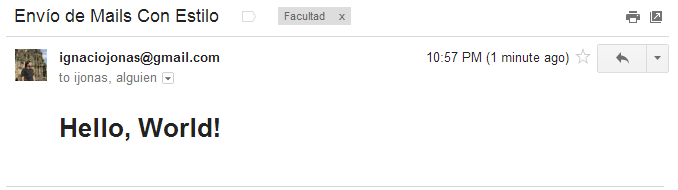 Envío de Mails Con Estilo Facultad x
ignaciojonas@gmail.com 10:57 PM (1 minute ago)
to ijonas, alguien
Hello, World!